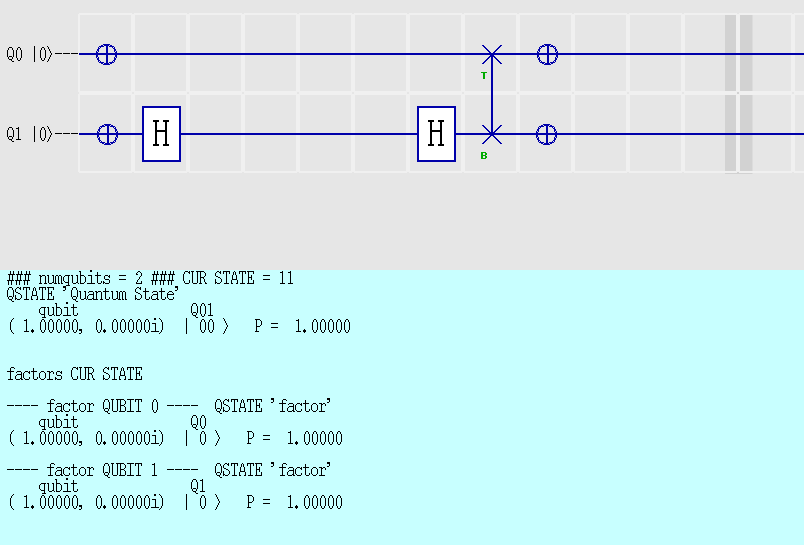 Q0 |0⟩---
T
Q1 |0⟩---
H
H
B
### numqubits = 2 ### CUR STATE = 11
QSTATE 'Quantum State'
qubit Q01
( 1.00000, 0.00000i) | 00 ⟩ P = 1.00000
factors CUR STATE
---- factor QUBIT 0 ---- QSTATE 'factor'
qubit Q0
( 1.00000, 0.00000i) | 0 ⟩ P = 1.00000
---- factor QUBIT 1 ---- QSTATE 'factor'
qubit Q1
( 1.00000, 0.00000i) | 0 ⟩ P = 1.00000